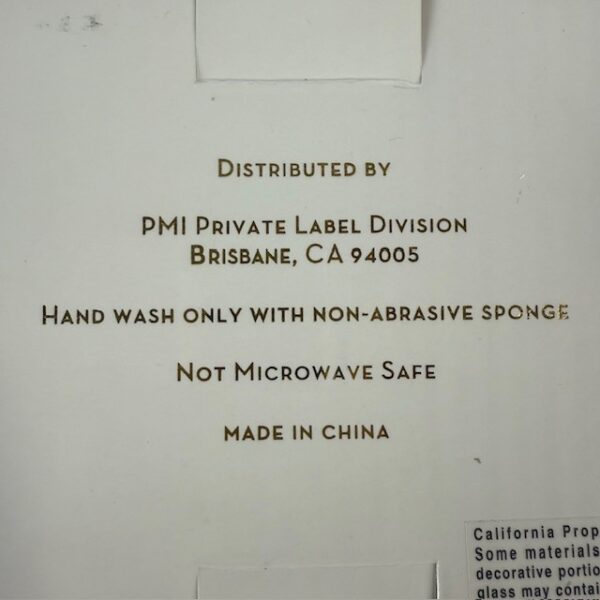 Distributed by
PMI Private Label Division
Brisbane, CA 94005
Hand wash only with non-abrasive sponge
Not Microwave Safe
made in china
California Prop
Some materials
decorative portio
glass may contai